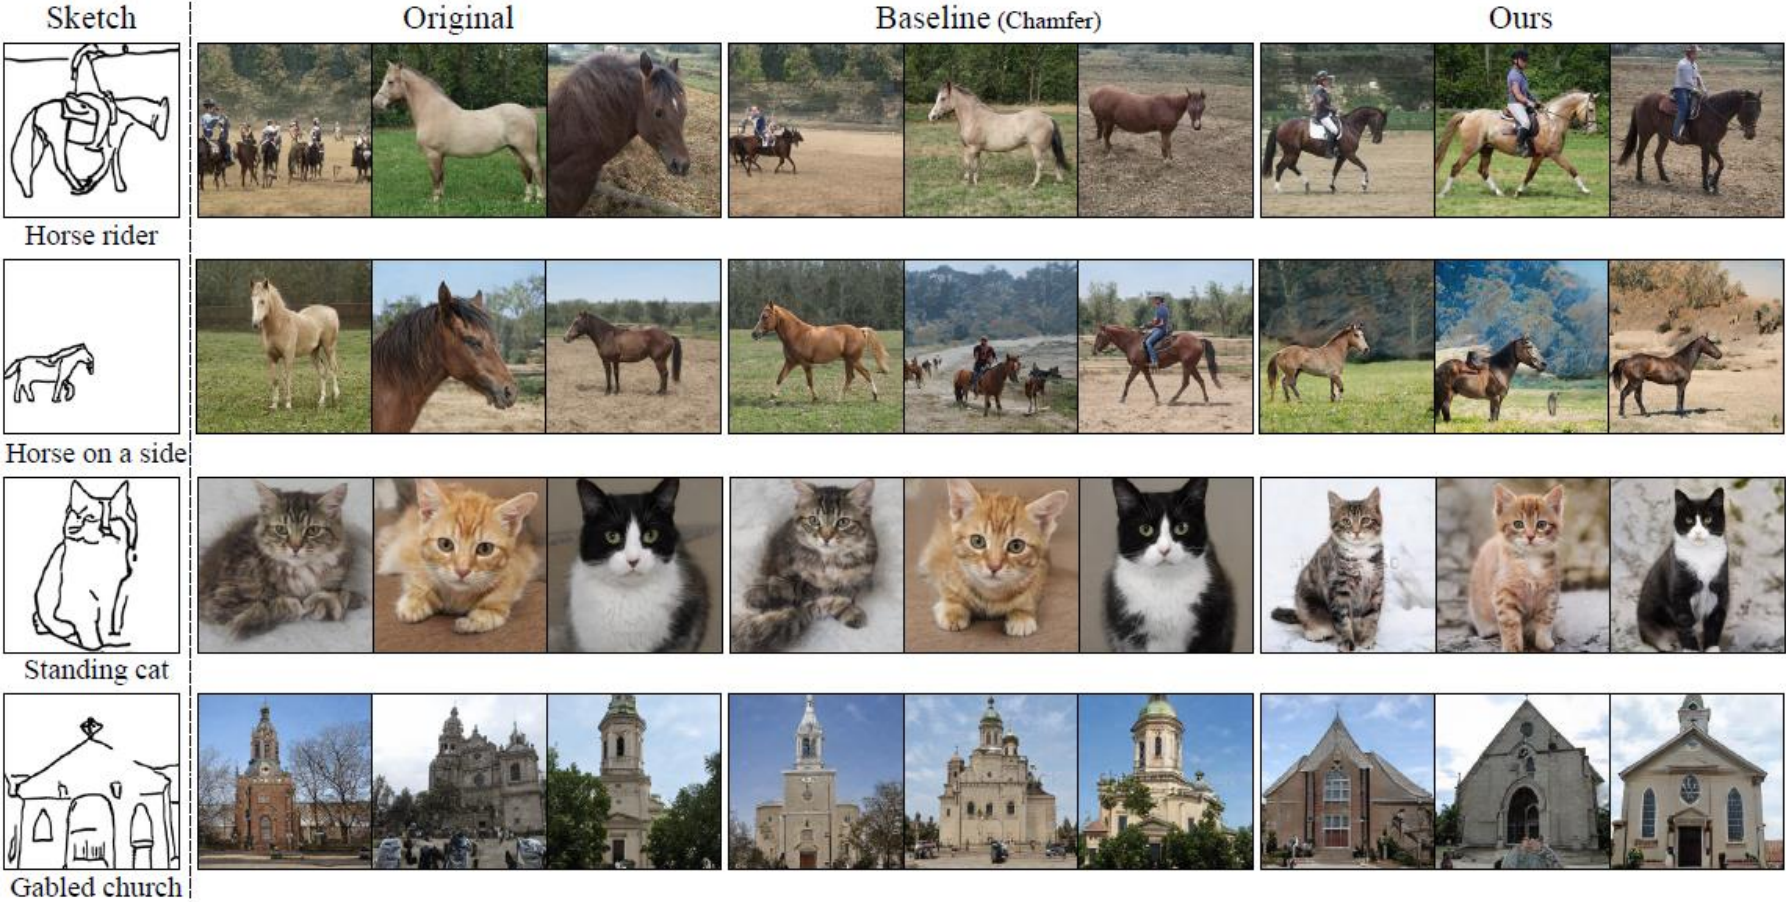 Sketch Original Baseline (Chamfer) Ours
Horse rider
Horse on a side
Standing cat
Gabled church